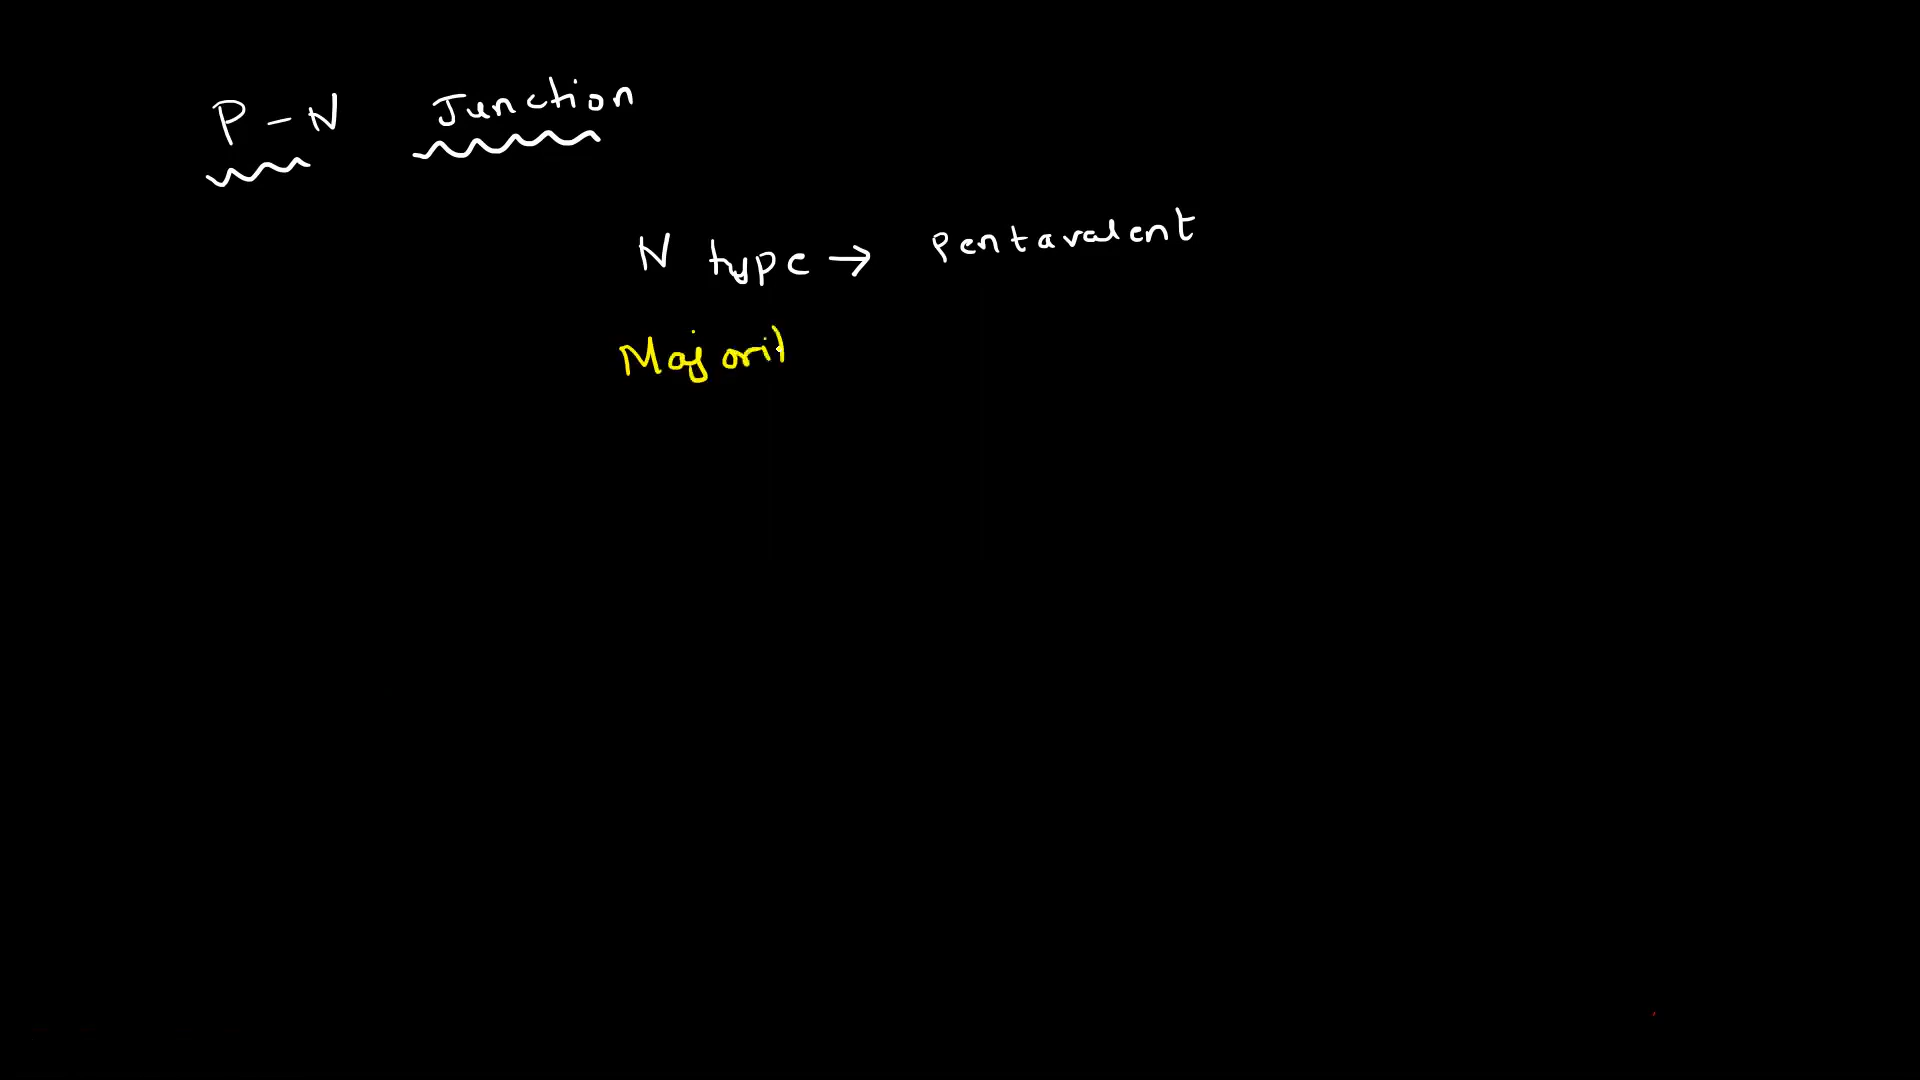 P-N Junction
N type → Pentavalent
Majorit